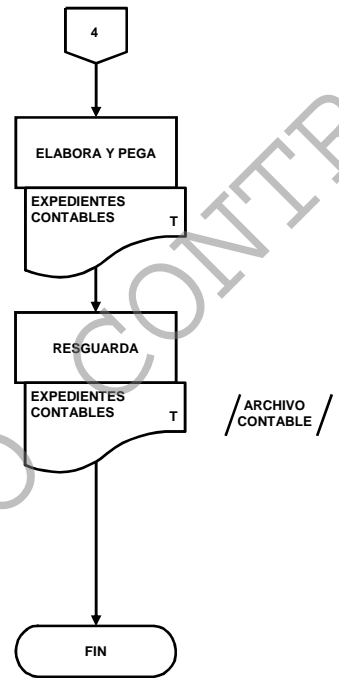 4
ELABORA Y PEGA
EXPEDIENTES
CONTABLES
T
RESGUARDA
EXPEDIENTES
CONTABLES
T
ARCHIVO
CONTABLE
FIN